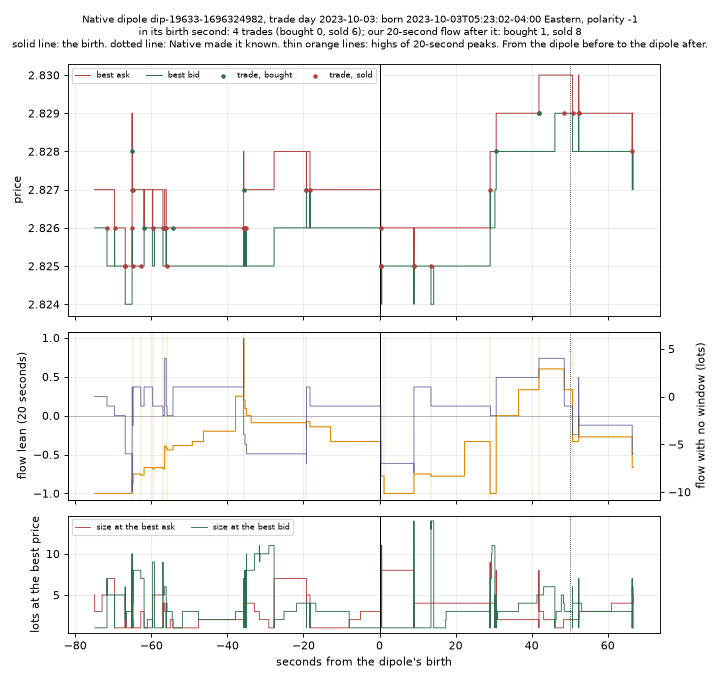 Native dipole dip-19633-1696324982, trade day 2023-10-03: born 2023-10-03T05:23:02-04:00 Eastern, polarity -1
in its birth second: 4 trades (bought 0, sold 6); our 20-second flow after it: bought 1, sold 8
solid line: the birth. dotted line: Native made it known. thin orange lines: highs of 20-second peaks. From the dipole before to the dipole after.
best ask
best bid
trade, bought
trade, sold
2.830
2.829
2.828
2.827
2.826
2.825
2.824
price
1.0
0.5
0.0
−0.5
−1.0
flow lean (20 seconds)
5
0
−5
−10
flow with no window (lots)
size at the best ask
size at the best bid
10
5
lots at the best price
−80
−60
−40
−20
0
20
40
60
seconds from the dipole's birth